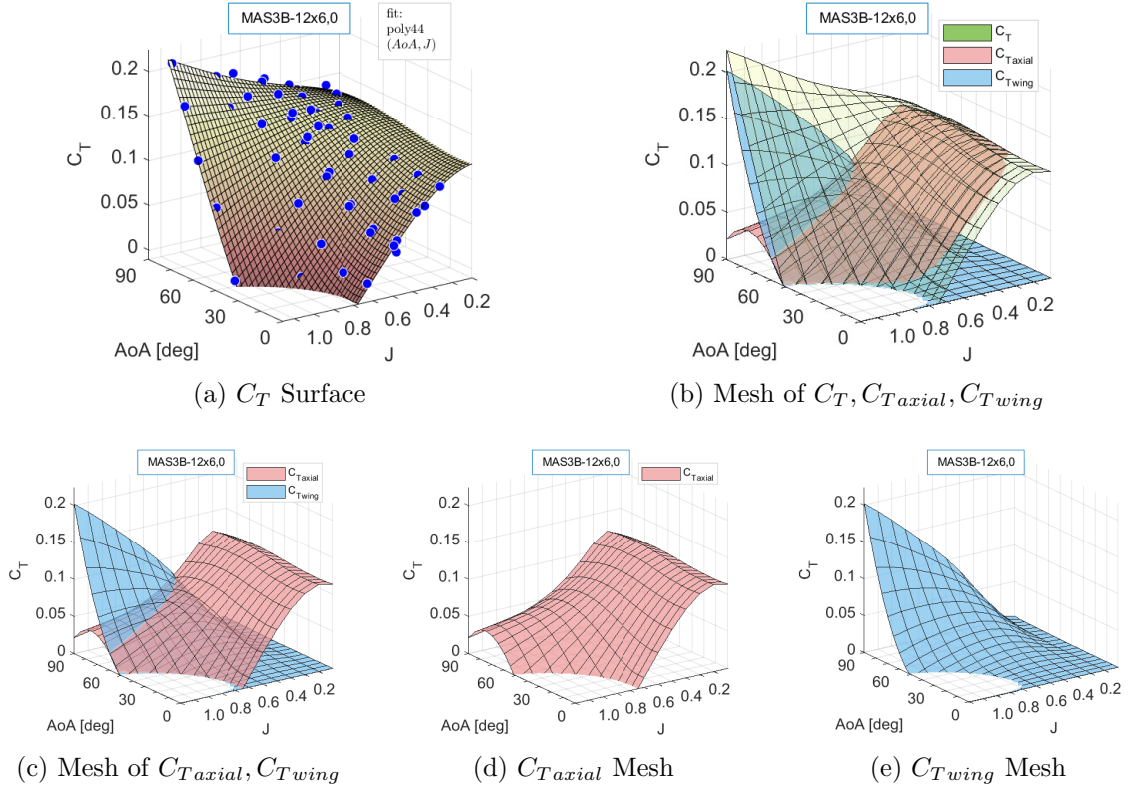 MAS3B-12x6,0
fit:
poly44
(AoA, J)
0.2
0.15
0.1
0.05
0
C_T
90
60
30
0
AoA [deg]
1.0
0.8
0.6
0.4
0.2
J
(a) C_T Surface
MAS3B-12x6,0
C_T
C_Taxial
C_Twing
0.2
0.15
0.1
0.05
0
C_T
90
60
30
0
AoA [deg]
1.0
0.8
0.6
0.4
0.2
J
(b) Mesh of C_T, C_Taxial, C_Twing
MAS3B-12x6,0
C_Taxial
C_Twing
0.2
0.15
0.1
0.05
0
C_T
90
60
30
0
AoA [deg]
1.0
0.8
0.6
0.4
0.2
J
(c) Mesh of C_Taxial, C_Twing
MAS3B-12x6,0
C_Taxial
0.2
0.15
0.1
0.05
0
C_T
90
60
30
0
AoA [deg]
1.0
0.8
0.6
0.4
0.2
J
(d) C_Taxial Mesh
MAS3B-12x6,0
0.2
0.15
0.1
0.05
0
C_T
90
60
30
0
AoA [deg]
1.0
0.8
0.6
0.4
0.2
J
(e) C_Twing Mesh